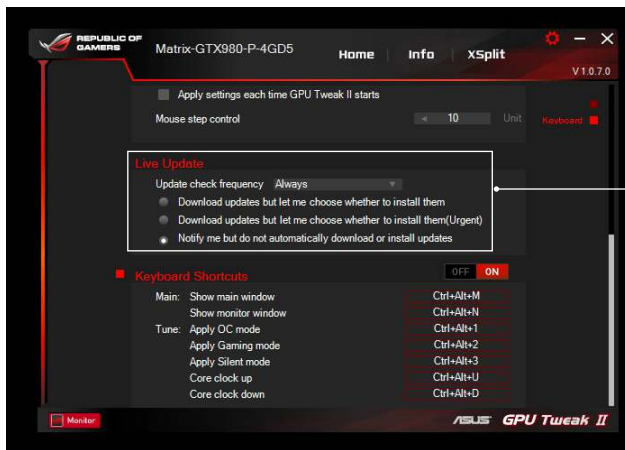 REPUBLIC OF
GAMERS
Matrix-GTX980-P-4GD5
Home
Info
XSplit
V 1.0.7.0
Apply settings each time GPU Tweak II starts
Mouse step control
10
Unit
Keyboard
Live Update
Update check frequency Always
Download updates but let me choose whether to install them
Download updates but let me choose whether to install them(Urgent)
Notify me but do not automatically download or install updates
Keyboard Shortcuts
OFF ON
Main: Show main window Ctrl+Alt+M
Show monitor window Ctrl+Alt+N
Tune: Apply OC mode Ctrl+Alt+1
Apply Gaming mode Ctrl+Alt+2
Apply Silent mode Ctrl+Alt+3
Core clock up Ctrl+Alt+U
Core clock down Ctrl+Alt+D
Monitor
ASUS GPU Tweak II